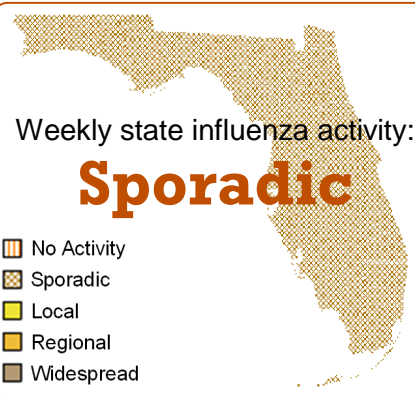 Weekly state influenza activity:
Sporadic
No Activity
Sporadic
Local
Regional
Widespread